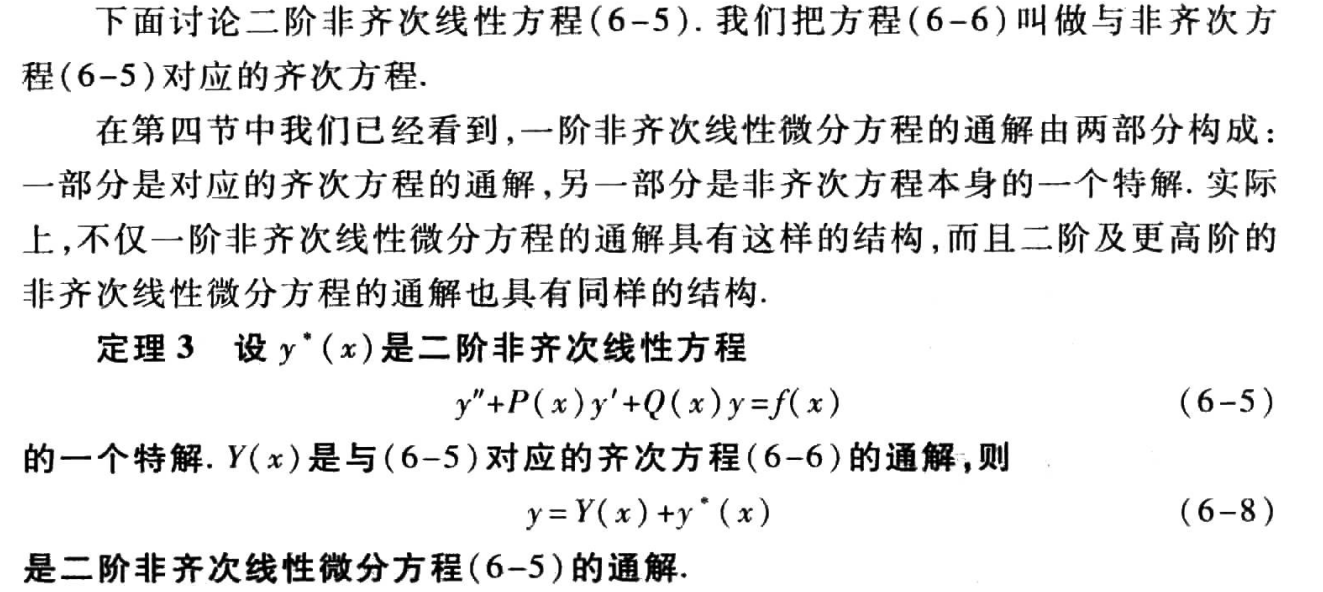 下面讨论二阶非齐次线性方程(6-5). 我们把方程(6-6)叫做与非齐次方
程(6-5)对应的齐次方程.
在第四节中我们已经看到,一阶非齐次线性微分方程的通解由两部分构成:
一部分是对应的齐次方程的通解,另一部分是非齐次方程本身的一个特解. 实际
上,不仅一阶非齐次线性微分方程的通解具有这样的结构,而且二阶及更高阶的
非齐次线性微分方程的通解也具有同样的结构.
定理 3 设 y*(x)是二阶非齐次线性方程
y″+P(x)y′+Q(x)y=f(x) (6-5)
的一个特解. Y(x)是与(6-5)对应的齐次方程(6-6)的通解,则
y=Y(x)+y*(x) (6-8)
是二阶非齐次线性微分方程(6-5)的通解.